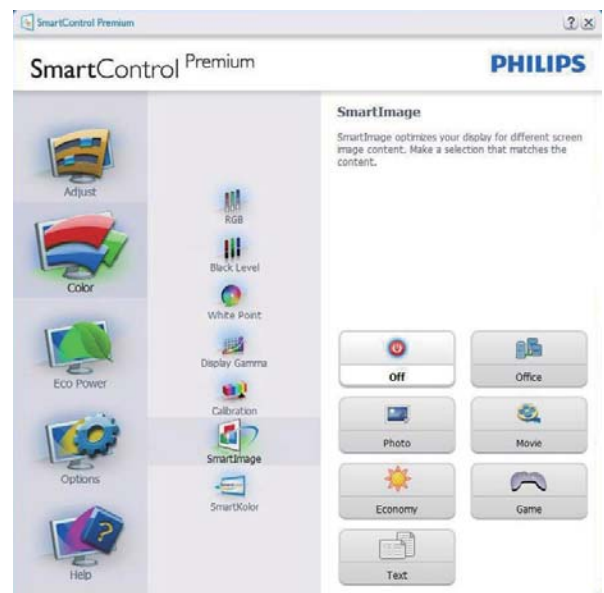 SmartControl Premium
SmartControl Premium
PHILIPS
Adjust
Color
Eco Power
Options
Help
RGB
Black Level
White Point
Display Gamma
Calibration
SmartImage
SmartKolor
SmartImage
SmartImage optimizes your display for different screen
image content. Make a selection that matches the
content.
Off
Office
Photo
Movie
Economy
Game
Text